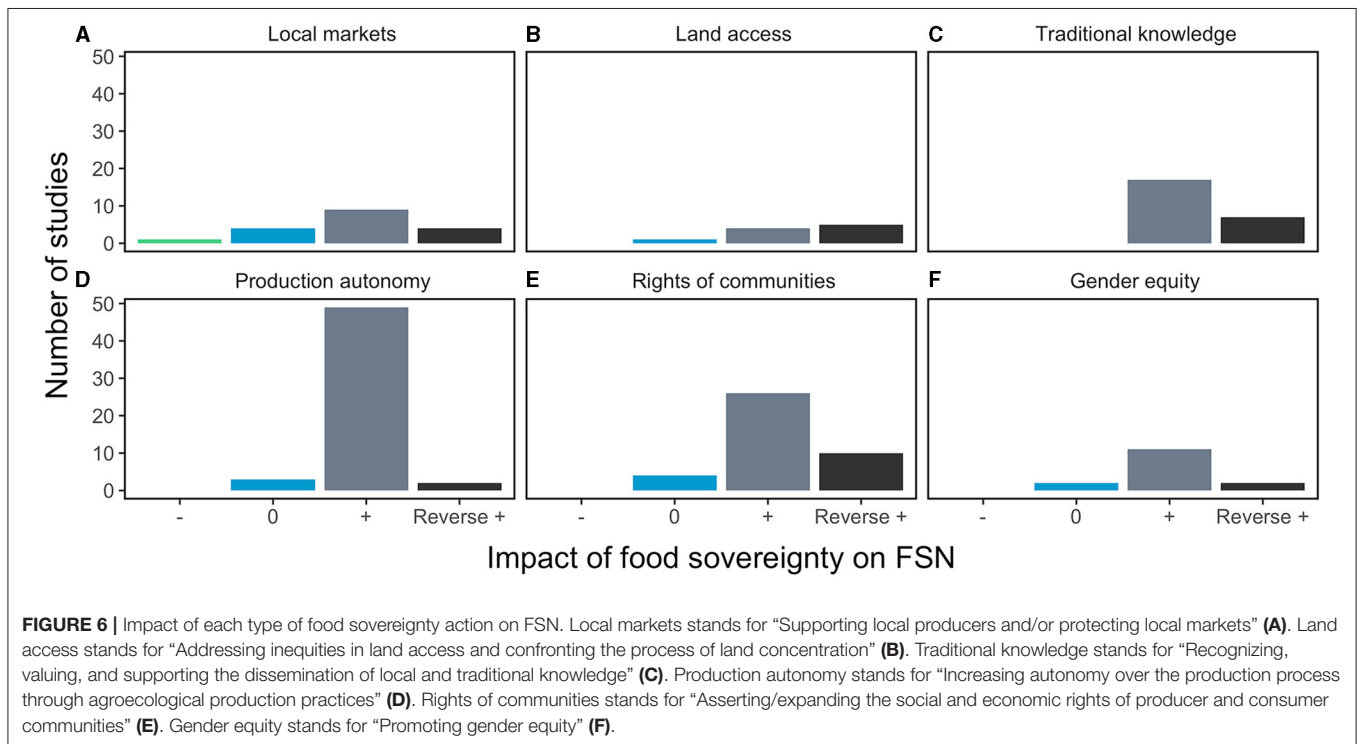 A Local markets
B Land access
C Traditional knowledge
50
40
30
20
10
0
D Production autonomy
E Rights of communities
F Gender equity
50
40
30
20
10
0
- 0 + Reverse +
- 0 + Reverse +
- 0 + Reverse +
Number of studies
Impact of food sovereignty on FSN
FIGURE 6 | Impact of each type of food sovereignty action on FSN. Local markets stands for “Supporting local producers and/or protecting local markets” (A). Land
access stands for “Addressing inequities in land access and confronting the process of land concentration” (B). Traditional knowledge stands for “Recognizing,
valuing, and supporting the dissemination of local and traditional knowledge” (C). Production autonomy stands for “Increasing autonomy over the production process
through agroecological production practices” (D). Rights of communities stands for “Asserting/expanding the social and economic rights of producer and consumer
communities” (E). Gender equity stands for “Promoting gender equity” (F).